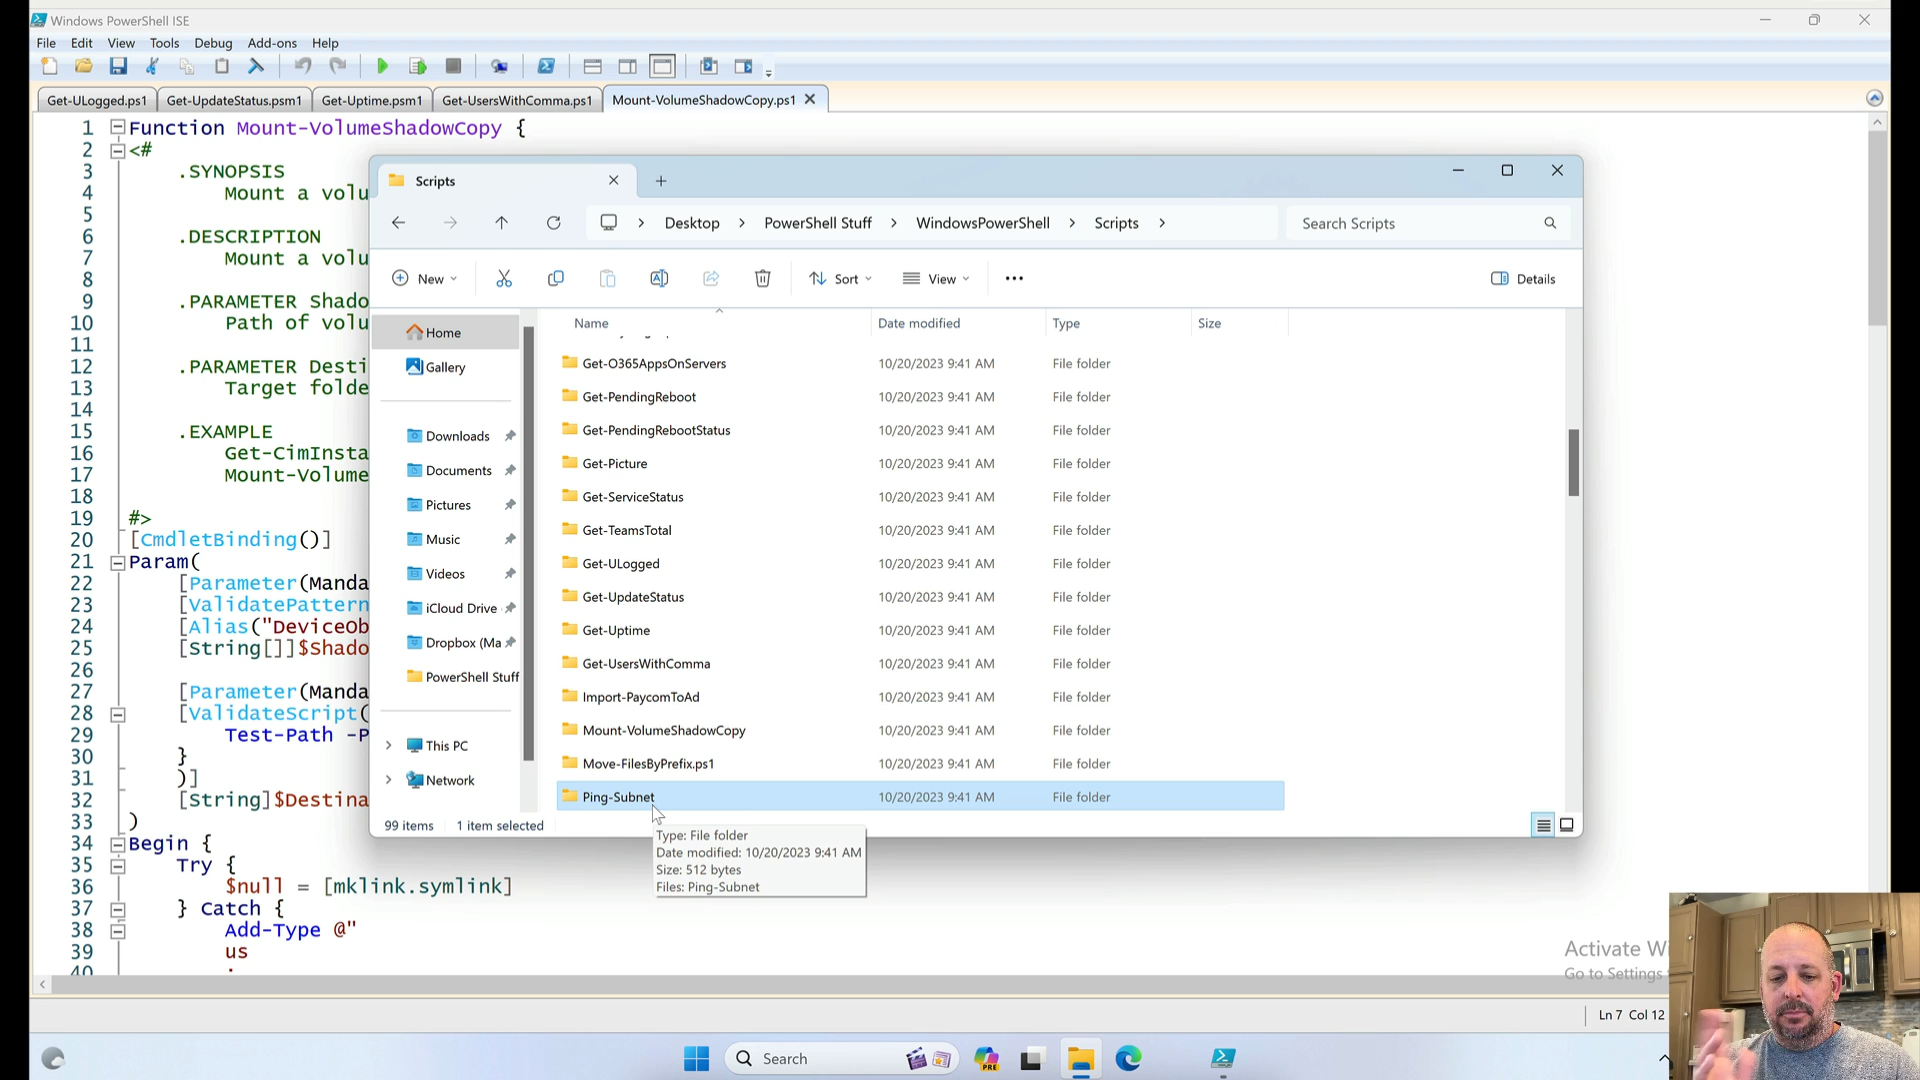 Windows PowerShell ISE
File Edit View Tools Debug Add-ons Help
Get-ULogged.ps1 Get-UpdateStatus.psm1 Get-Uptime.psm1 Get-UsersWithComma.ps1 Mount-VolumeShadowCopy.ps1
1 Function Mount-VolumeShadowCopy {
2 <#
3 .SYNOPSIS
4 Mount a volu
5
6 .DESCRIPTION
7 Mount a volu
8
9 .PARAMETER Shado
10 Path of volu
11
12 .PARAMETER Desti
13 Target folde
14
15 .EXAMPLE
16 Get-CimInsta
17 Mount-Volume
18
19 #>
20 [CmdletBinding()]
21 Param(
22 [Parameter(Manda
23 [ValidatePattern
24 [Alias("DeviceOb
25 [String[]]$Shado
26
27 [Parameter(Manda
28 [ValidateScript(
29 Test-Path -P
30 }
31 )]
32 [String]$Destina
33 )
34 Begin {
35 Try {
36 $null = [mklink.symlink]
37 } Catch {
38 Add-Type @"
39 us
40
Scripts
Desktop > PowerShell Stuff > WindowsPowerShell > Scripts >
Search Scripts
New Sort View Details
Home
Gallery
Downloads
Documents
Pictures
Music
Videos
iCloud Drive
Dropbox (Ma
PowerShell Stuff
This PC
Network
Name Date modified Type Size
Get-O365AppsOnServers 10/20/2023 9:41 AM File folder
Get-PendingReboot 10/20/2023 9:41 AM File folder
Get-PendingRebootStatus 10/20/2023 9:41 AM File folder
Get-Picture 10/20/2023 9:41 AM File folder
Get-ServiceStatus 10/20/2023 9:41 AM File folder
Get-TeamsTotal 10/20/2023 9:41 AM File folder
Get-ULogged 10/20/2023 9:41 AM File folder
Get-UpdateStatus 10/20/2023 9:41 AM File folder
Get-Uptime 10/20/2023 9:41 AM File folder
Get-UsersWithComma 10/20/2023 9:41 AM File folder
Import-PaycomToAd 10/20/2023 9:41 AM File folder
Mount-VolumeShadowCopy 10/20/2023 9:41 AM File folder
Move-FilesByPrefix.ps1 10/20/2023 9:41 AM File folder
Ping-Subnet 10/20/2023 9:41 AM File folder
99 items 1 item selected
Type: File folder
Date modified: 10/20/2023 9:41 AM
Size: 512 bytes
Files: Ping-Subnet
Activate Wi
Go to Settings
Ln 7 Col 12
Search
PRE